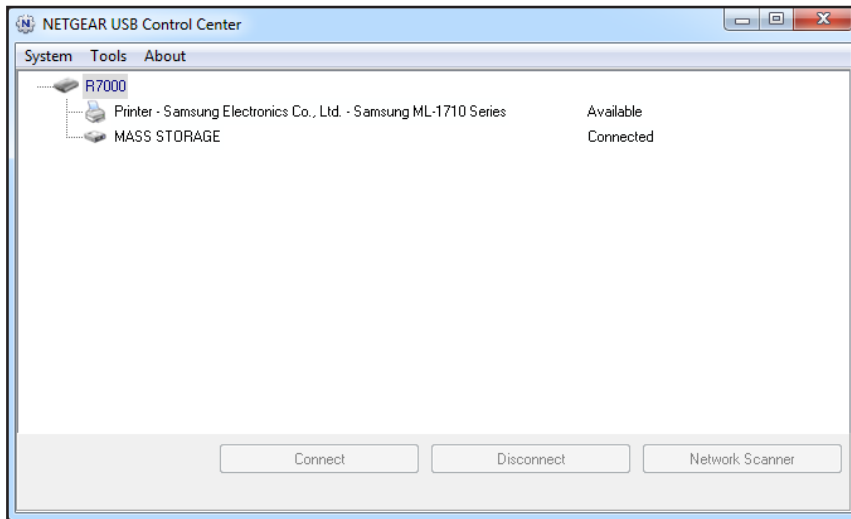 NETGEAR USB Control Center
System Tools About
R7000
Printer - Samsung Electronics Co., Ltd. - Samsung ML-1710 Series Available
MASS STORAGE Connected
Connect Disconnect Network Scanner